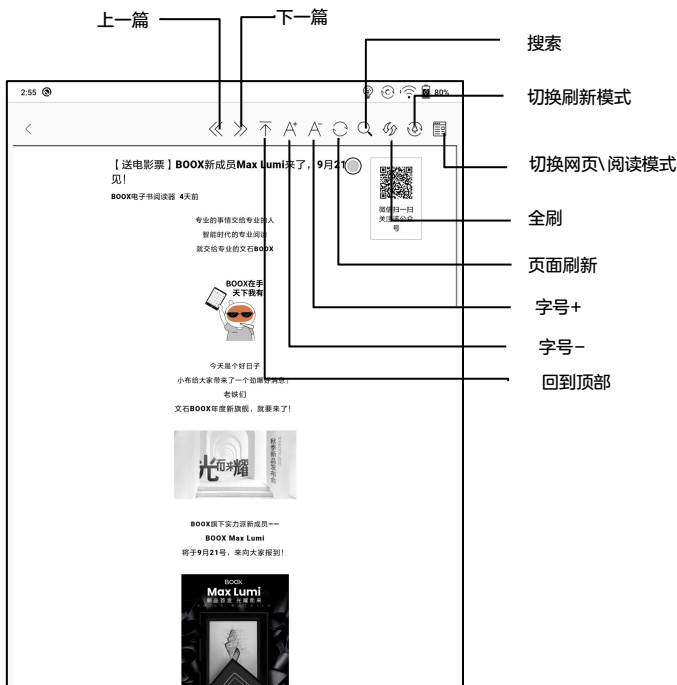 上一篇
下一篇
搜索
2:55
80%
切换刷新模式
A+
A-
切换网页\阅读模式
【送电影票】BOOX新成员Max Lumi来了，9月21
见！
BOOX电子书阅读器 4天前
微信扫一扫
关注该公众
号
全刷
专业的事情交给专业的人
智能时代的专业阅读
就交给专业的文石BOOX
页面刷新
BOOX在手
天下我有
字号+
字号-
回到顶部
今天是个好日子
小布给大家带来了一个劲爆好消息！
老铁们
文石BOOX年度新旗舰，就要来了！
光而来耀
秋季新品发布会
BOOX旗下实力派新成员——
BOOX Max Lumi
将于9月21号，来向大家报到！
BOOX
Max Lumi
新品首发 光耀而来